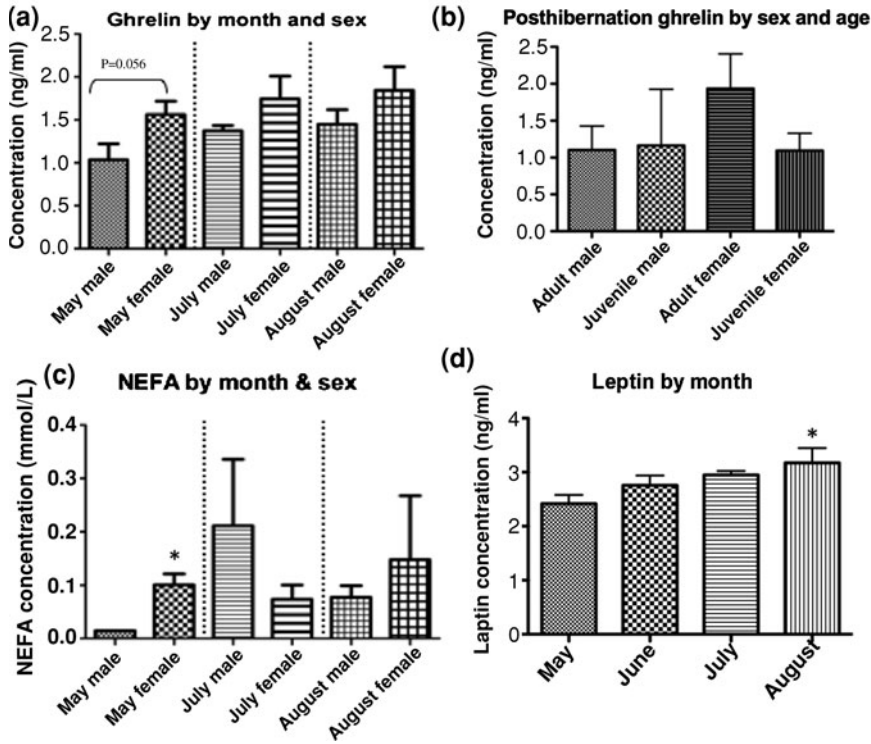 (a)
Ghrelin by month and sex
Concentration (ng/ml)
2.5
2.0
1.5
1.0
0.5
0.0
P=0.056
May male
May female
July male
July female
August male
August female
(b)
Posthibernation ghrelin by sex and age
Concentration (ng/ml)
2.5
2.0
1.5
1.0
0.5
0.0
Adult male
Juvenile male
Adult female
Juvenile female
(c)
NEFA by month & sex
NEFA concentration (mmol/L)
0.4
0.3
0.2
0.1
0.0
*
May male
May female
July male
July female
August male
August female
(d)
Leptin by month
Laptin concentration (ng/ml)
4
3
2
1
0
*
May
June
July
August